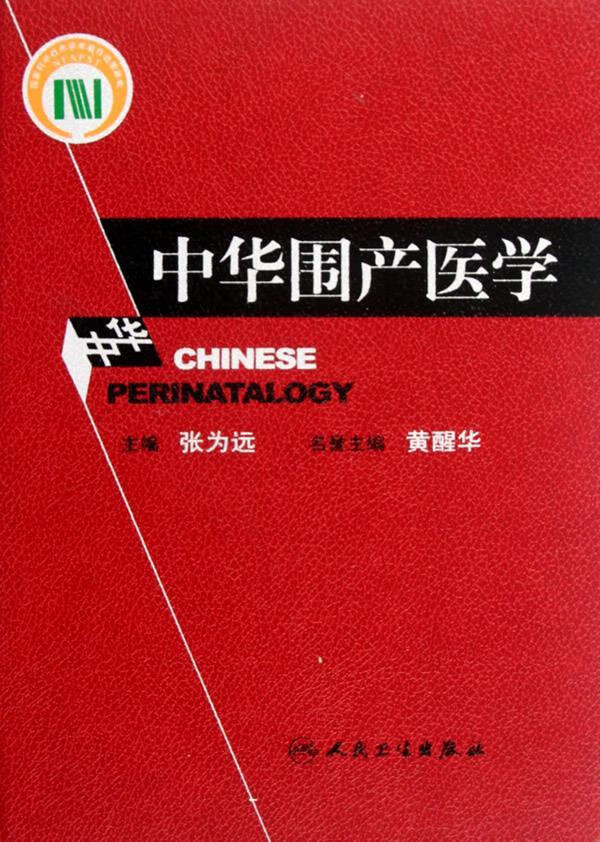 NFAPST
中华围产医学
中华
CHINESE
PERINATALOGY
主编 张为远 名誉主编 黄醒华
人民卫生出版社